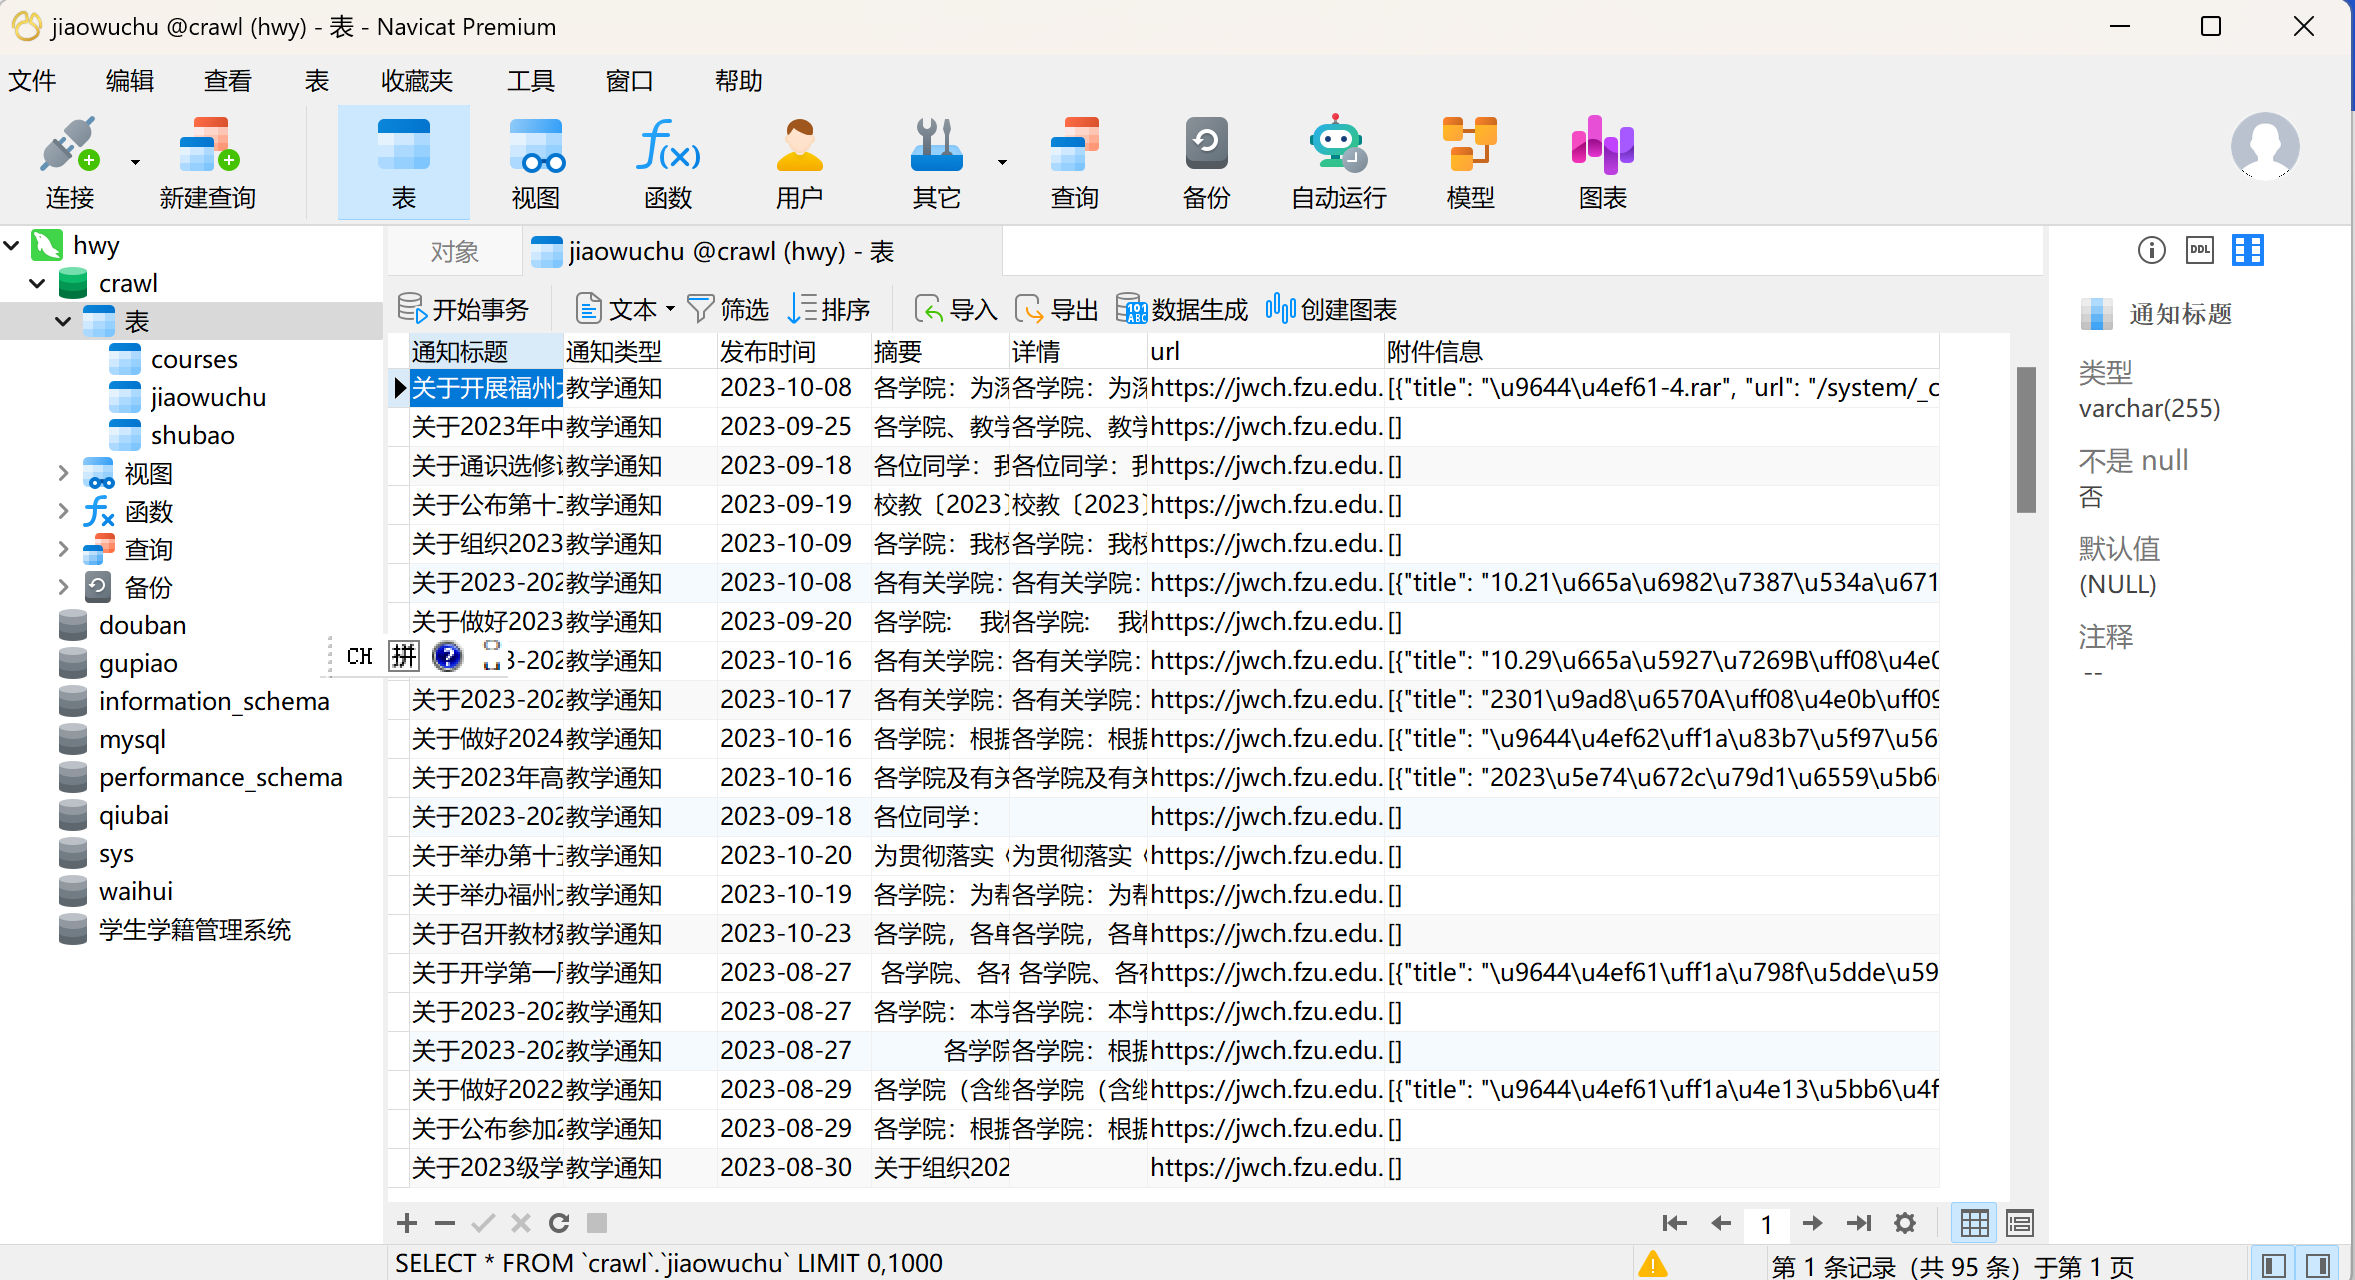 jiaowuchu @crawl (hwy) - 表 - Navicat Premium
文件 编辑 查看 表 收藏夹 工具 窗口 帮助
连接 新建查询 表 视图 函数 用户 其它 查询 备份 自动运行 模型 图表
hwy
crawl
表
courses
jiaowuchu
shubao
视图
函数
查询
备份
douban
gupiao
information_schema
mysql
performance_schema
qiubai
sys
waihui
学生学籍管理系统
CH 拼 ?
对象 jiaowuchu @crawl (hwy) - 表
开始事务 文本 筛选 排序 导入 导出 数据生成 创建图表
通知标题 通知类型 发布时间 摘要 详情 url 附件信息
关于开展福州 教学通知 2023-10-08 各学院：为深 各学院：为深 https://jwch.fzu.edu. [{"title": "\u9644\u4ef61-4.rar", "url": "/system/_c
关于2023年中 教学通知 2023-09-25 各学院、教学 各学院、教学 https://jwch.fzu.edu. []
关于通识选修 教学通知 2023-09-18 各位同学：我 各位同学：我 https://jwch.fzu.edu. []
关于公布第十 教学通知 2023-09-19 校教〔2023〕 校教〔2023〕 https://jwch.fzu.edu. []
关于组织2023 教学通知 2023-10-09 各学院：我校 各学院：我校 https://jwch.fzu.edu. []
关于2023-202 教学通知 2023-10-08 各有关学院： 各有关学院： https://jwch.fzu.edu. [{"title": "10.21\u665a\u6982\u7387\u534a\u671
关于做好2023 教学通知 2023-09-20 各学院: 我校 各学院: 我校 https://jwch.fzu.edu. []
3-202 教学通知 2023-10-16 各有关学院： 各有关学院： https://jwch.fzu.edu. [{"title": "10.29\u665a\u5927\u7269B\uff08\u4e0
关于2023-202 教学通知 2023-10-17 各有关学院： 各有关学院： https://jwch.fzu.edu. [{"title": "2301\u9ad8\u6570A\uff08\u4e0b\uff09
关于做好2024 教学通知 2023-10-16 各学院：根据 各学院：根据 https://jwch.fzu.edu. [{"title": "\u9644\u4ef62\uff1a\u83b7\u5f97\u56
关于2023年高 教学通知 2023-10-16 各学院及有关 各学院及有关 https://jwch.fzu.edu. [{"title": "2023\u5e74\u672c\u79d1\u6559\u5b6
关于2023-202 教学通知 2023-09-18 各位同学： https://jwch.fzu.edu. []
关于举办第十五 教学通知 2023-10-20 为贯彻落实《 为贯彻落实《 https://jwch.fzu.edu. []
关于举办福州 教学通知 2023-10-19 各学院：为帮 各学院：为帮 https://jwch.fzu.edu. []
关于召开教材 教学通知 2023-10-23 各学院，各单 各学院，各单 https://jwch.fzu.edu. []
关于开学第一 教学通知 2023-08-27 各学院、各有 各学院、各有 https://jwch.fzu.edu. [{"title": "\u9644\u4ef61\uff1a\u798f\u5dde\u59
关于2023-202 教学通知 2023-08-27 各学院：本学 各学院：本学 https://jwch.fzu.edu. []
关于2023-202 教学通知 2023-08-27 各学院 各学院：根据 https://jwch.fzu.edu. []
关于做好2022 教学通知 2023-08-29 各学院（含继 各学院（含继 https://jwch.fzu.edu. [{"title": "\u9644\u4ef61\uff1a\u4e13\u5bb6\u4f
关于公布参加2 教学通知 2023-08-29 各学院：根据 各学院：根据 https://jwch.fzu.edu. []
关于2023级学 教学通知 2023-08-30 关于组织202 https://jwch.fzu.edu. []
1
SELECT * FROM `crawl`.`jiaowuchu` LIMIT 0,1000
第 1 条记录（共 95 条）于第 1 页
DDL
通知标题
类型
varchar(255)
不是 null
否
默认值
(NULL)
注释
--